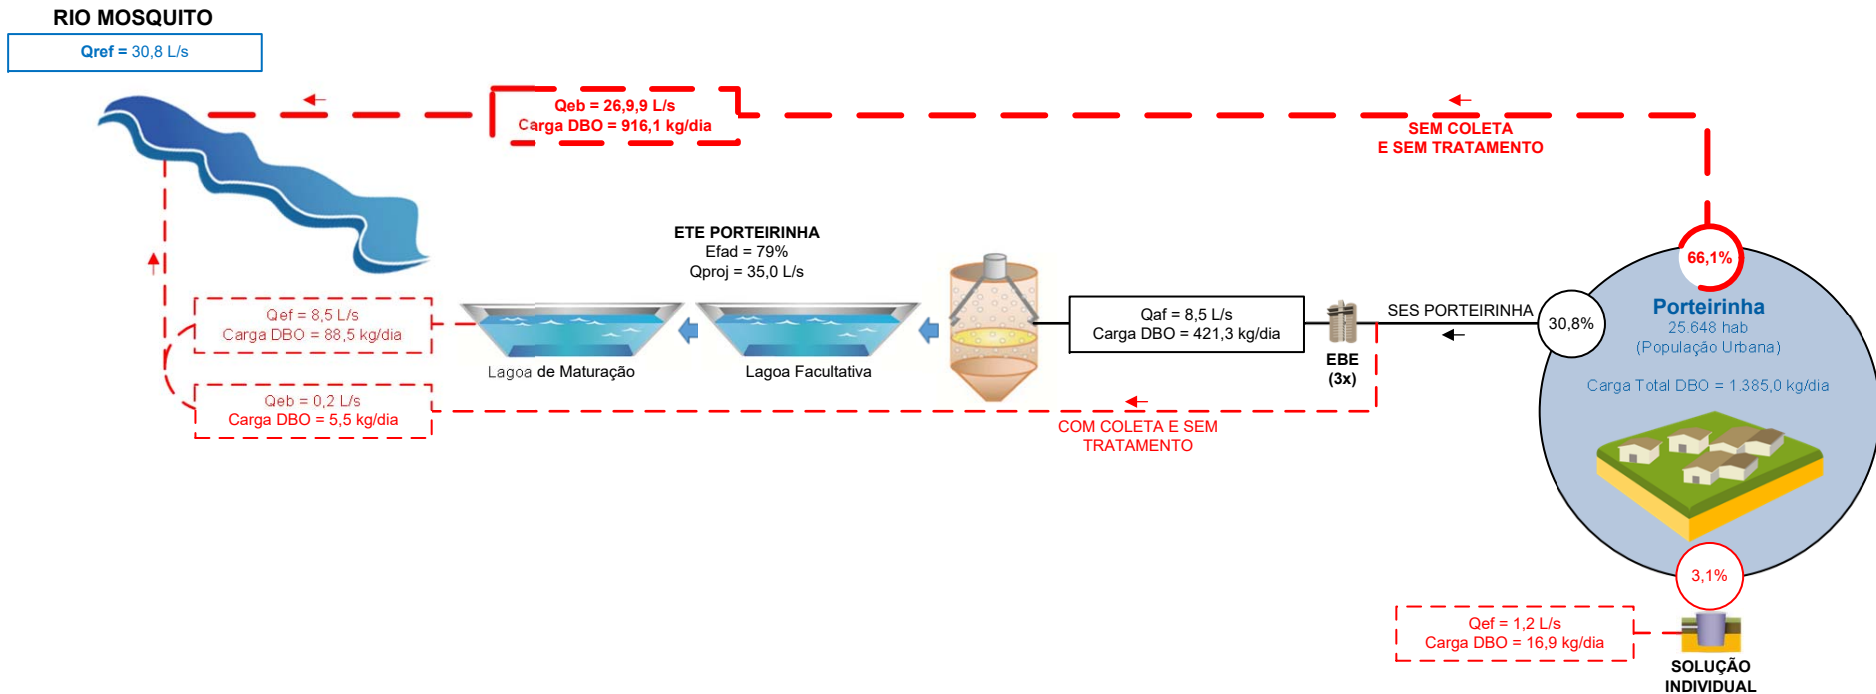 RIO MOSQUITO
Qref = 30,8 L/s
Qeb = 26,9,9 L/s
Carga DBO = 916,1 kg/dia
SEM COLETA
E SEM TRATAMENTO
66,1%
ETE PORTEIRINHA
Efad = 79%
Qproj = 35,0 L/s
Qef = 8,5 L/s
Carga DBO = 88,5 kg/dia
Lagoa de Maturação
Lagoa Facultativa
Qaf = 8,5 L/s
Carga DBO = 421,3 kg/dia
EBE
(3x)
SES PORTEIRINHA
30,8%
Porteirinha
25.648 hab
(População Urbana)
Carga Total DBO = 1.385,0 kg/dia
Qeb = 0,2 L/s
Carga DBO = 5,5 kg/dia
COM COLETA E SEM
TRATAMENTO
3,1%
Qef = 1,2 L/s
Carga DBO = 16,9 kg/dia
SOLUÇÃO
INDIVIDUAL